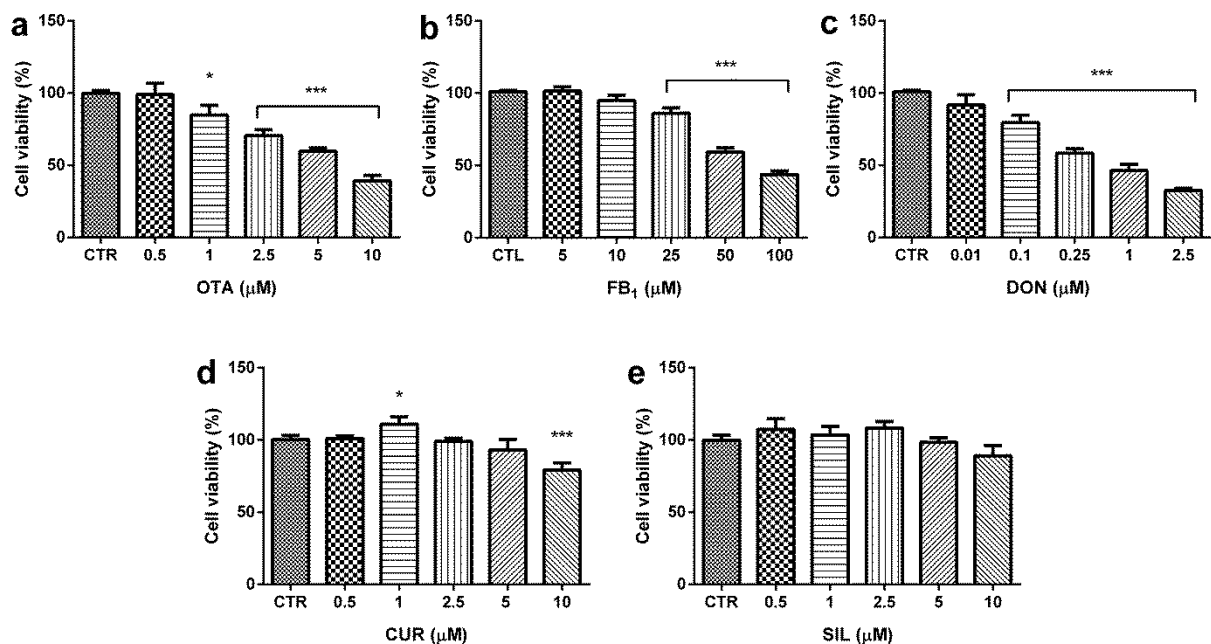 a
150
100
50
0
Cell viability (%)
*
***
CTR 0.5 1 2.5 5 10
OTA (μM)
b
150
100
50
0
Cell viability (%)
***
CTL 5 10 25 50 100
FB₁ (μM)
c
150
100
50
0
Cell viability (%)
***
CTR 0.01 0.1 0.25 1 2.5
DON (μM)
d
150
100
50
0
Cell viability (%)
*
***
CTR 0.5 1 2.5 5 10
CUR (μM)
e
150
100
50
0
Cell viability (%)
CTR 0.5 1 2.5 5 10
SIL (μM)